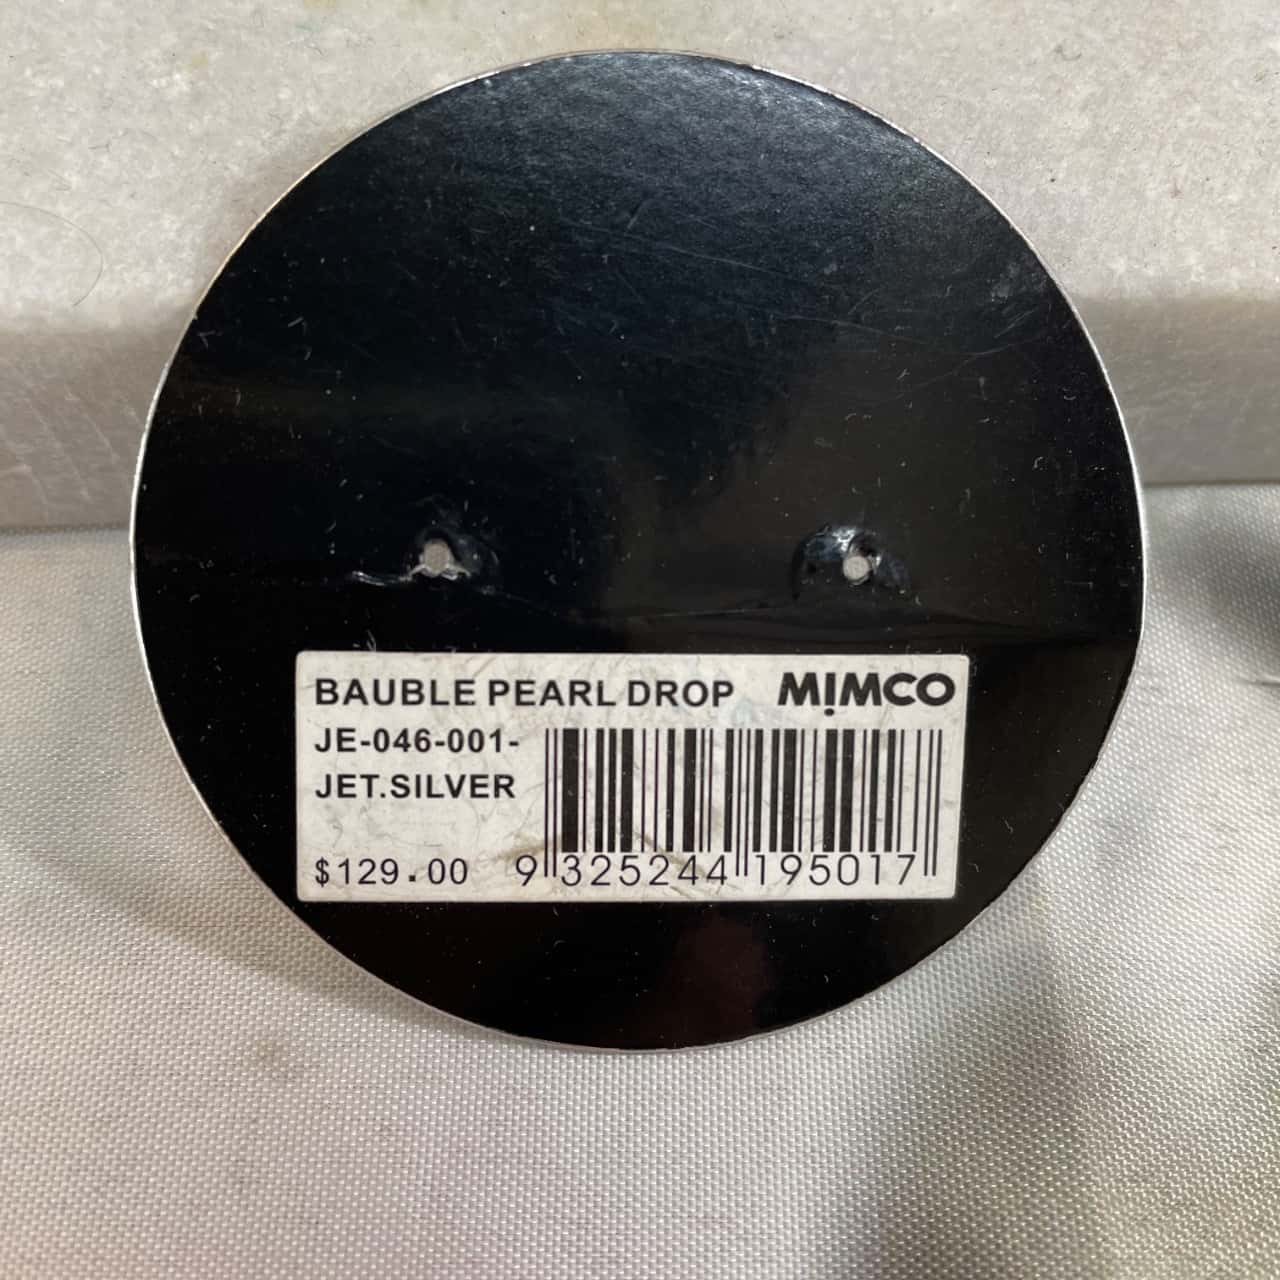 BAUBLE PEARL DROP MIMCO
JE-046-001-
JET.SILVER
$129.00 9 325244 195017